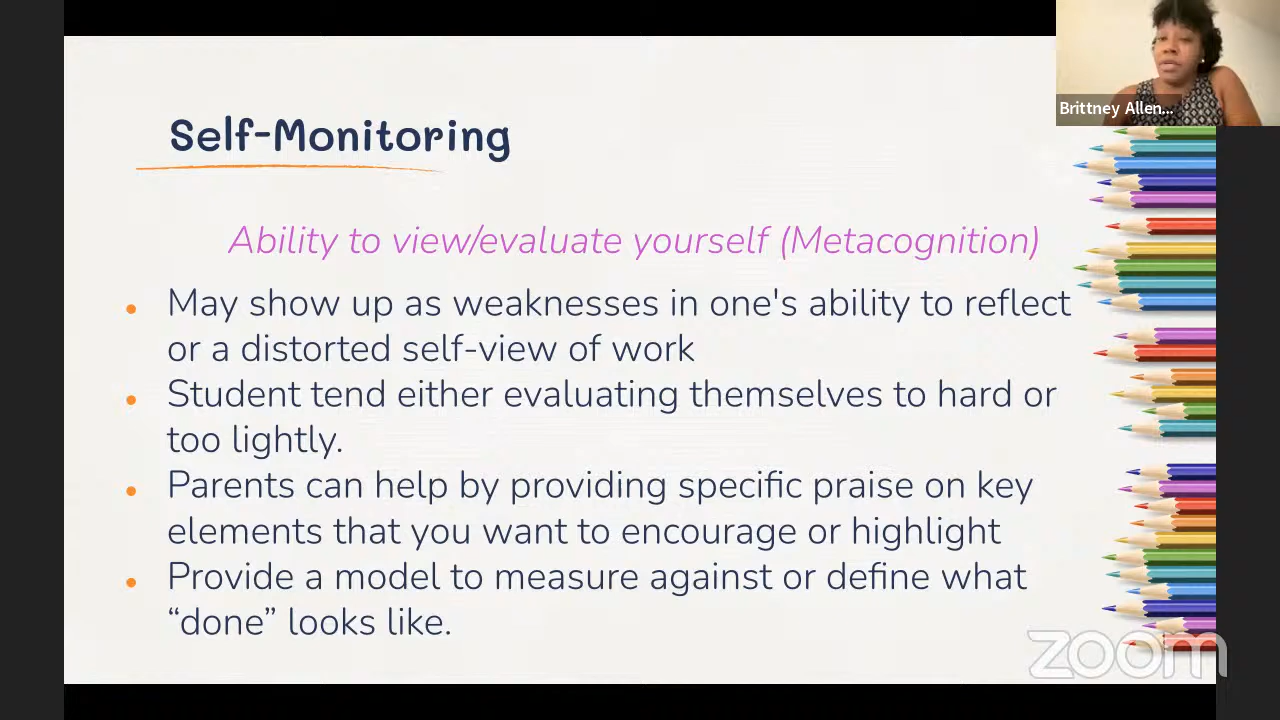 Brittney Allen...
Self-Monitoring
Ability to view/evaluate yourself (Metacognition)
May show up as weaknesses in one's ability to reflect
or a distorted self-view of work
Student tend either evaluating themselves to hard or
too lightly.
Parents can help by providing specific praise on key
elements that you want to encourage or highlight
Provide a model to measure against or define what
“done” looks like.
zoom